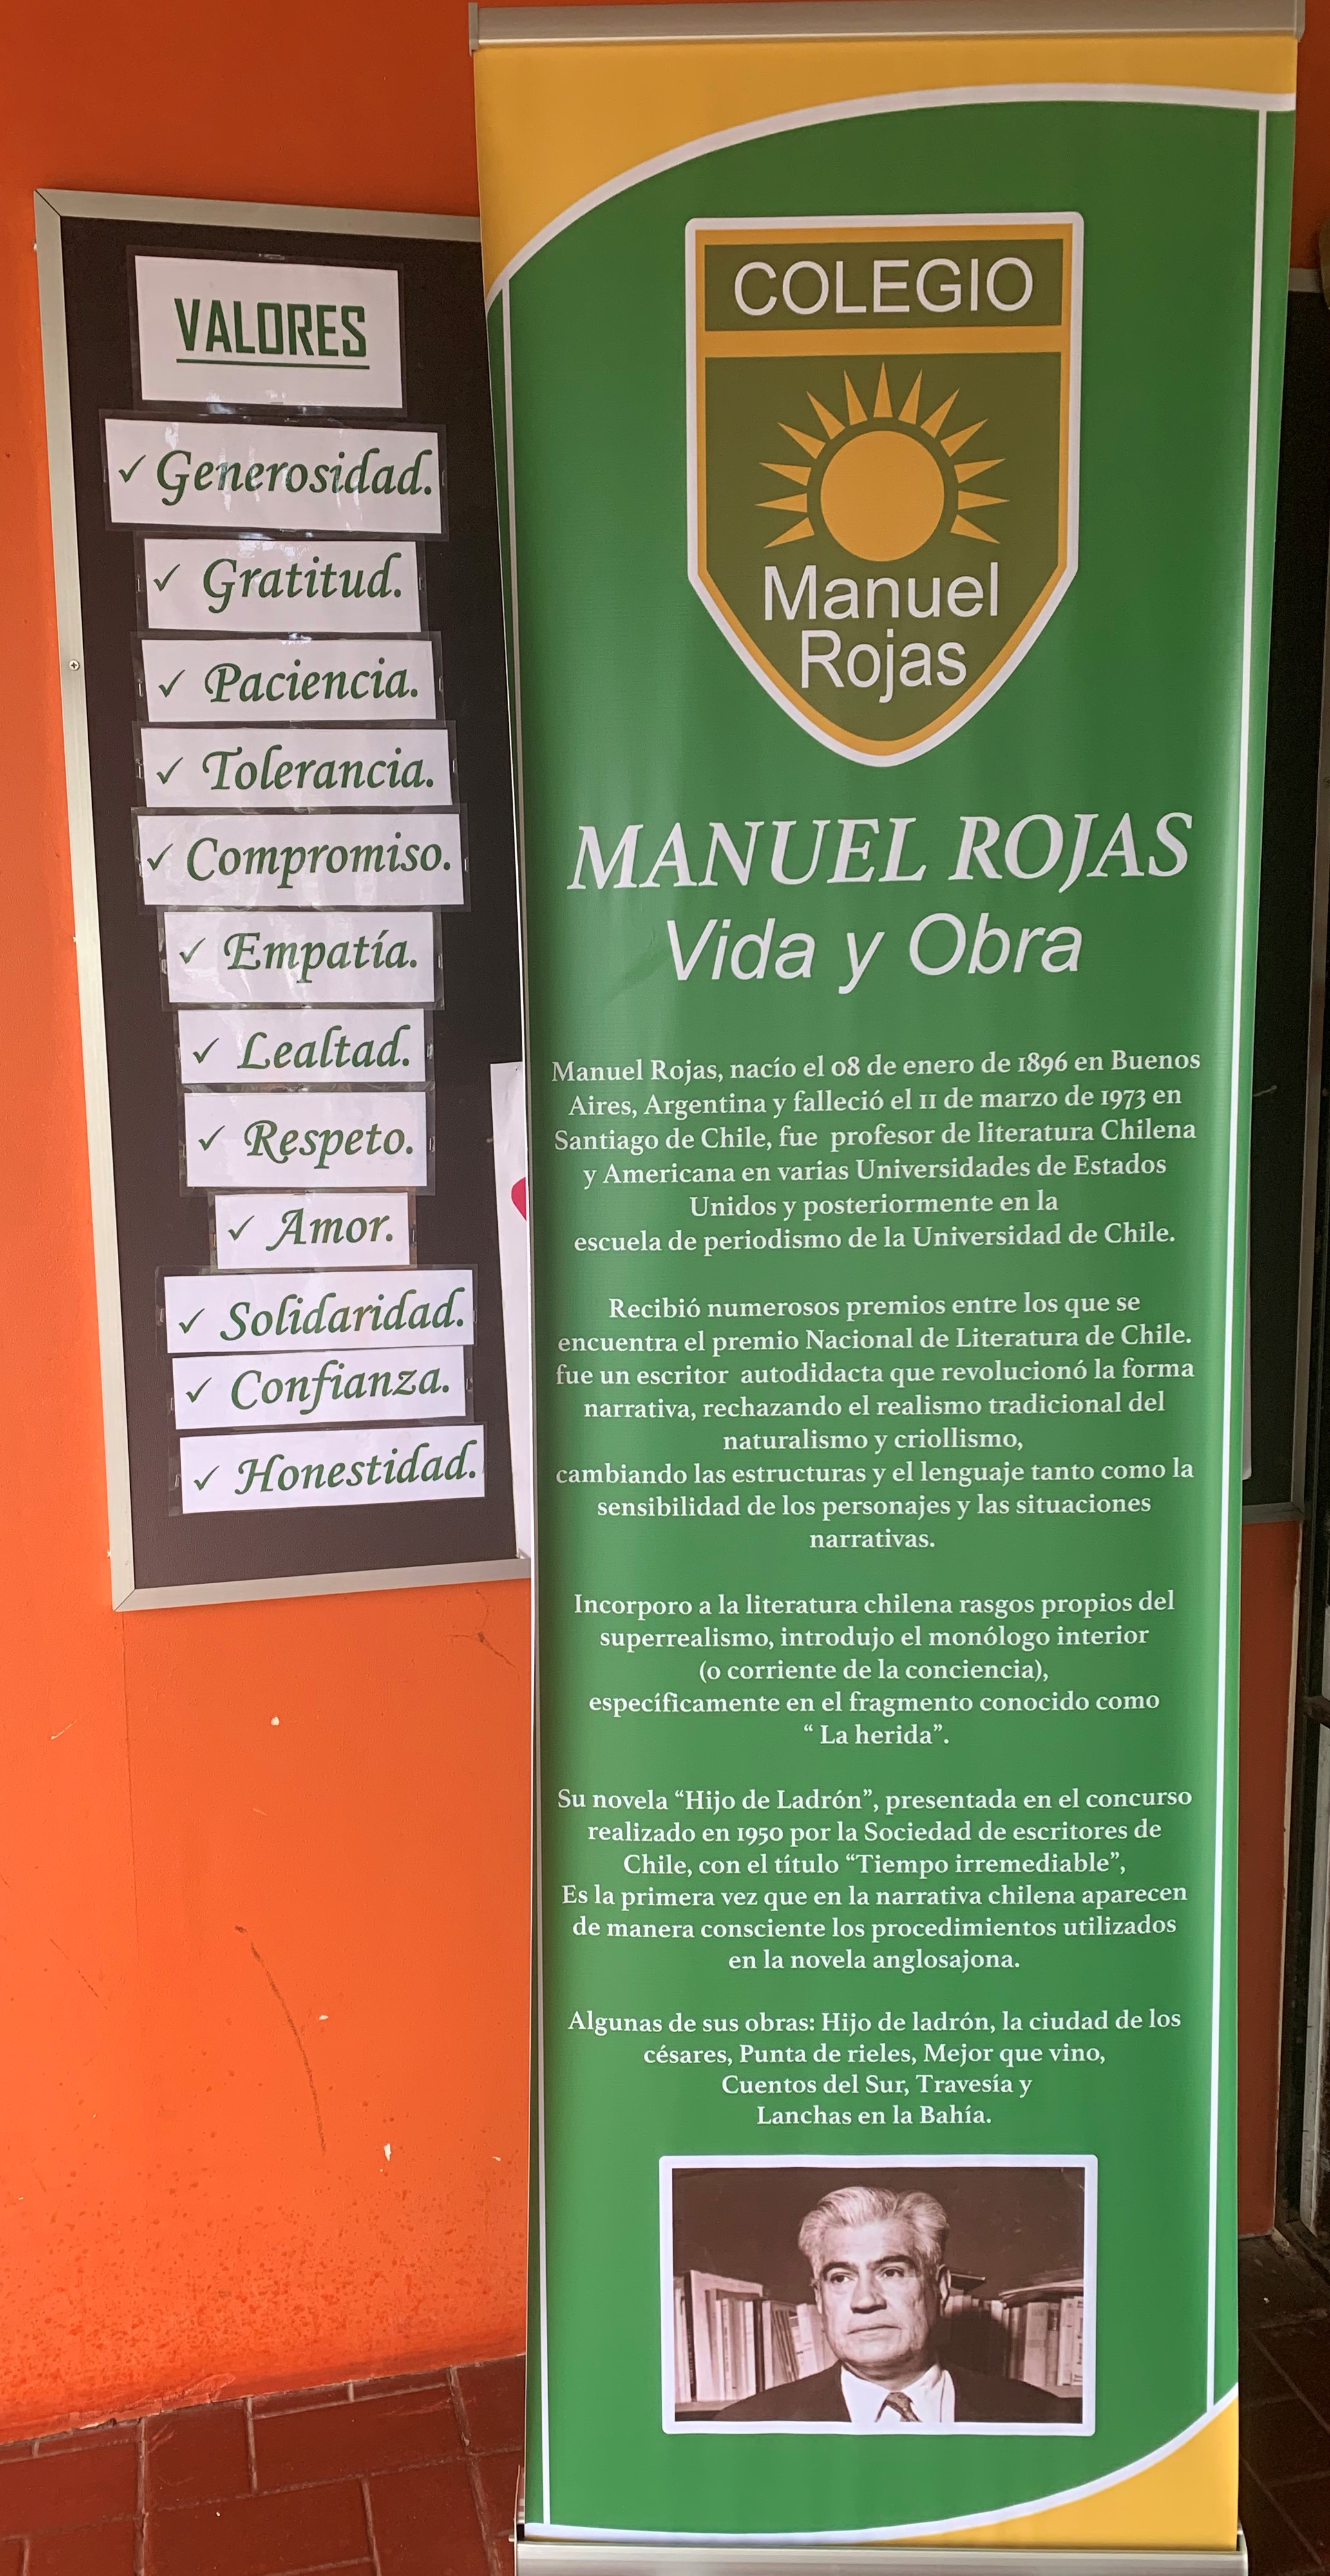 VALORES
✓ Generosidad.
✓ Gratitud.
✓ Paciencia.
✓ Tolerancia.
✓ Compromiso.
✓ Empatía.
✓ Lealtad.
✓ Respeto.
✓ Amor.
✓ Solidaridad.
✓ Confianza.
✓ Honestidad.
COLEGIO
Manuel
Rojas
MANUEL ROJAS
Vida y Obra
Manuel Rojas, nacío el 08 de enero de 1896 en Buenos
Aires, Argentina y falleció el 11 de marzo de 1973 en
Santiago de Chile, fue profesor de literatura Chilena
y Americana en varias Universidades de Estados
Unidos y posteriormente en la
escuela de periodismo de la Universidad de Chile.
Recibió numerosos premios entre los que se
encuentra el premio Nacional de Literatura de Chile.
fue un escritor autodidacta que revolucionó la forma
narrativa, rechazando el realismo tradicional del
naturalismo y criollismo,
cambiando las estructuras y el lenguaje tanto como la
sensibilidad de los personajes y las situaciones
narrativas.
Incorporo a la literatura chilena rasgos propios del
superrealismo, introdujo el monólogo interior
(o corriente de la conciencia),
específicamente en el fragmento conocido como
“ La herida”.
Su novela “Hijo de Ladrón”, presentada en el concurso
realizado en 1950 por la Sociedad de escritores de
Chile, con el título “Tiempo irremediable”,
Es la primera vez que en la narrativa chilena aparecen
de manera consciente los procedimientos utilizados
en la novela anglosajona.
Algunas de sus obras: Hijo de ladrón, la ciudad de los
césares, Punta de rieles, Mejor que vino,
Cuentos del Sur, Travesía y
Lanchas en la Bahía.